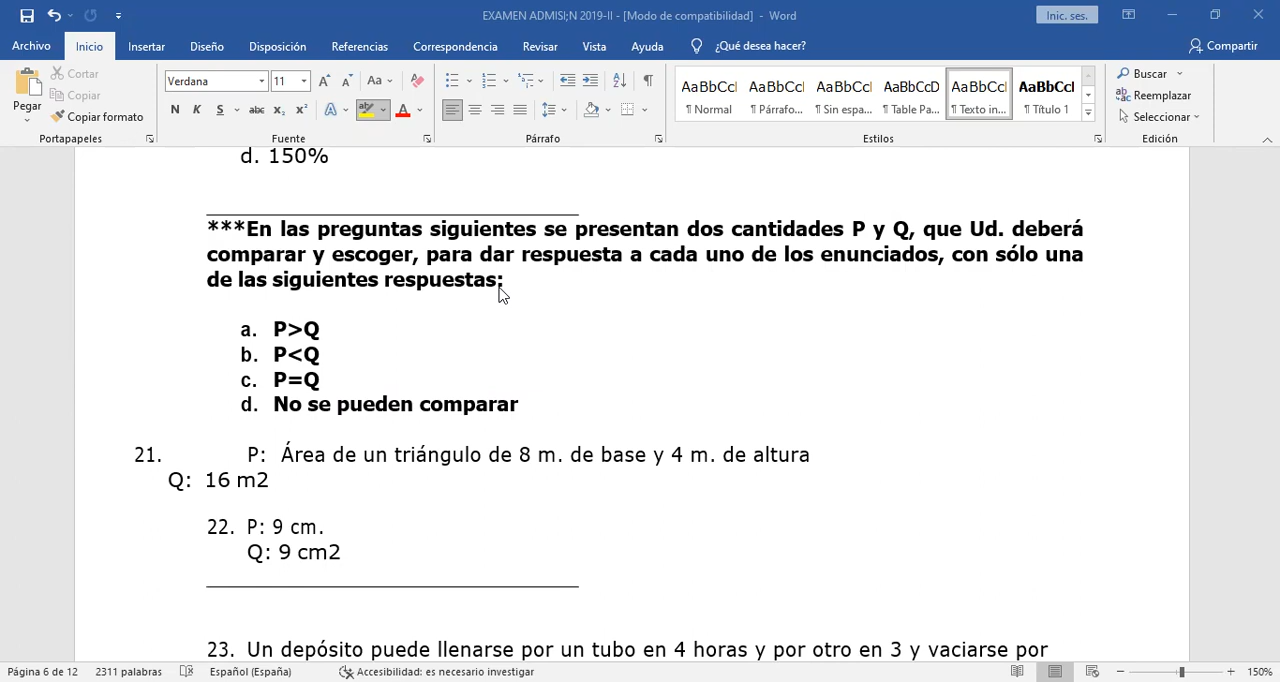 EXAMEN ADMISI;N 2019-II - [Modo de compatibilidad] - Word
Inic. ses.
Archivo Inicio Insertar Diseño Disposición Referencias Correspondencia Revisar Vista Ayuda ¿Qué desea hacer? Compartir
Pegar
Cortar
Copiar
Copiar formato
Portapapeles
Verdana 11
Aa
N K S abc x₂ x² A ab A
Fuente
Párrafo
AaBbCcI AaBbCcI AaBbCcI AaBbCcD AaBbCcI AaBbCcI
¶ Normal ¶ Párrafo... ¶ Sin espa... ¶ Table Pa... ¶ Texto in... ¶ Título 1
Estilos
Buscar
Reemplazar
Seleccionar
Edición
d. 150%
***En las preguntas siguientes se presentan dos cantidades P y Q, que Ud. deberá
comparar y escoger, para dar respuesta a cada uno de los enunciados, con sólo una
de las siguientes respuestas:
a. P>Q
b. P<Q
c. P=Q
d. No se pueden comparar
21. P: Área de un triángulo de 8 m. de base y 4 m. de altura
Q: 16 m2
22. P: 9 cm.
Q: 9 cm2
23. Un depósito puede llenarse por un tubo en 4 horas y por otro en 3 y vaciarse por
Página 6 de 12 2311 palabras Español (España) Accesibilidad: es necesario investigar 150%